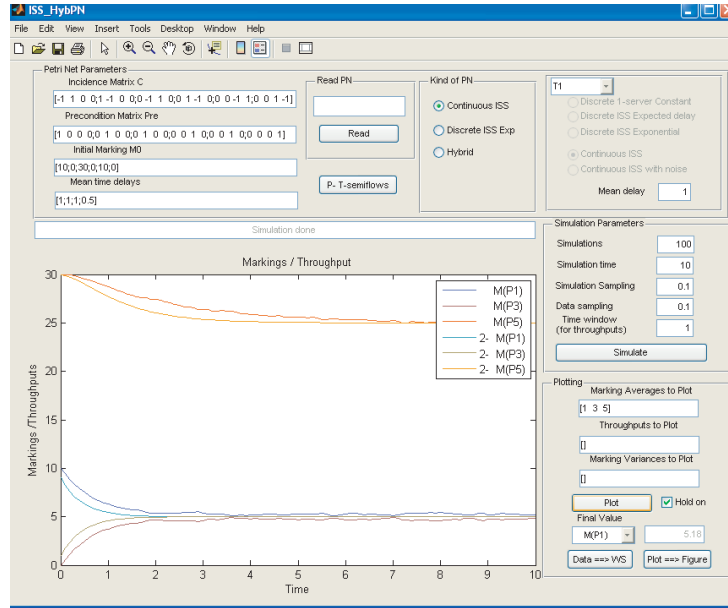 ISS_HybPN
File Edit View Insert Tools Desktop Window Help
Petri Net Parameters
Incidence Matrix C
[-1 1 0 0;1 -1 0 0;0 -1 1 0;0 1 -1 0;0 0 -1 1;0 0 1 -1]
Precondition Matrix Pre
[1 0 0 0;0 1 0 0;0 1 0 0;0 0 1 0;0 0 1 0;0 0 0 1]
Initial Marking M0
[10;0;30;0;10;0]
Mean time delays
[1;1;1;0.5]
Read PN
Read
P- T-semiflows
Kind of PN
Continuous ISS
Discrete ISS Exp
Hybrid
T1
Discrete 1-server Constant
Discrete ISS Expected delay
Discrete ISS Exponential
Continuous ISS
Continuous ISS with noise
Mean delay 1
Simulation done
Markings / Throughput
30
25
20
15
10
5
0
Markings /Throughputs
0 1 2 3 4 5 6 7 8 9 10
Time
M(P1)
M(P3)
M(P5)
2- M(P1)
2- M(P3)
2- M(P5)
Simulation Parameters
Simulations 100
Simulation time 10
Simulation Sampling 0.1
Data sampling 0.1
Time window
(for throughputs) 1
Simulate
Plotting
Marking Averages to Plot
[1 3 5]
Throughputs to Plot
[]
Marking Variances to Plot
[]
Plot Hold on
Final Value
M(P1) 5.18
Data ==> WS Plot ==> Figure